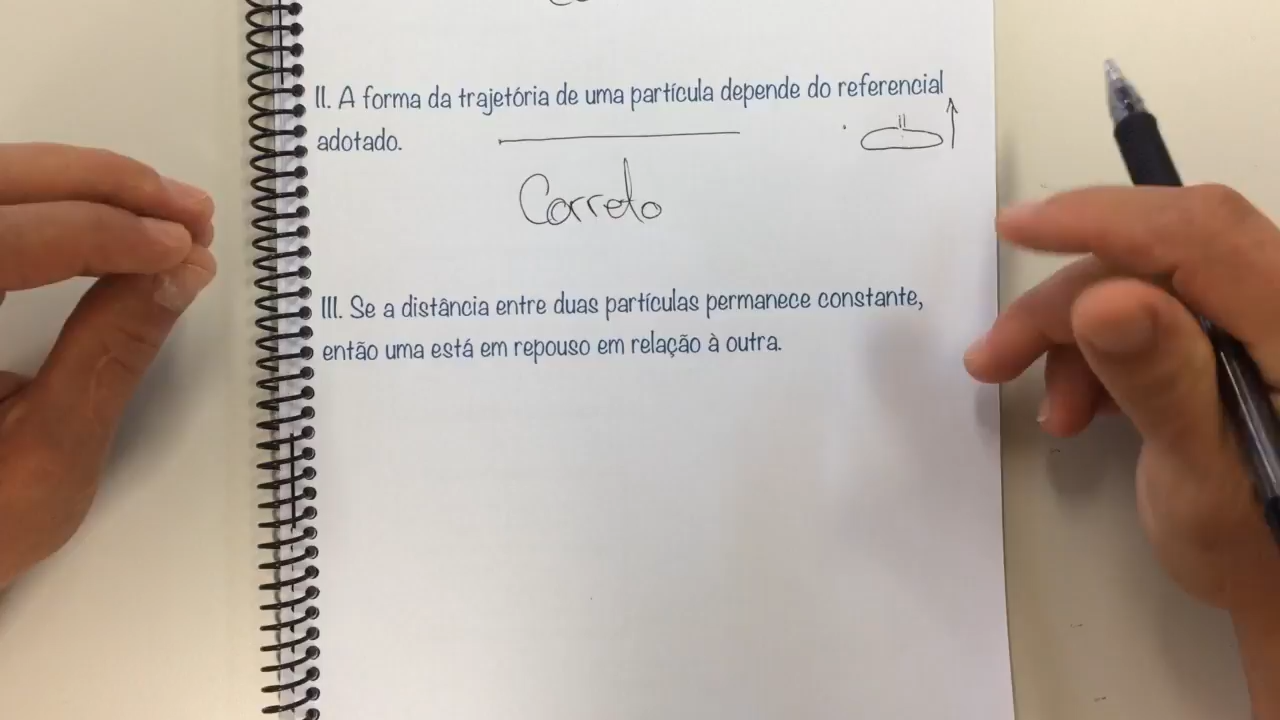 II. A forma da trajetória de uma partícula depende do referencial
adotado.
Correto
III. Se a distância entre duas partículas permanece constante,
então uma está em repouso em relação à outra.